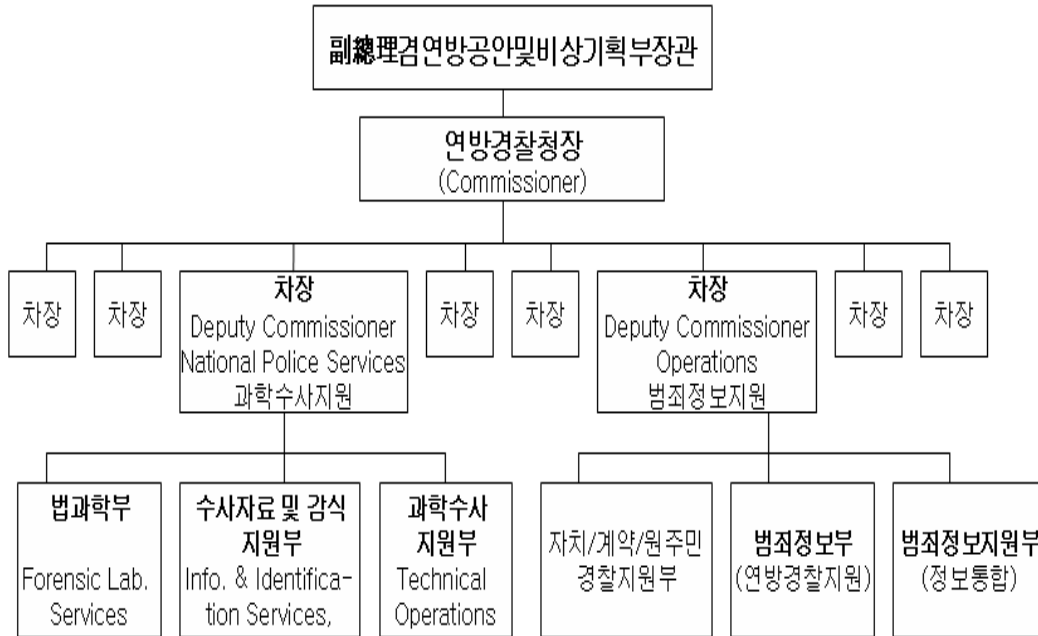 副總理겸연방공안및비상기획부장관
연방경찰청장
(Commissioner)
차장
차장
차장
Deputy Commissioner
National Police Services
과학수사지원
차장
차장
차장
Deputy Commissioner
Operations
범죄정보지원
차장
차장
법과학부
Forensic Lab.
Services
수사자료 및 감식
지원부
Info. & Identifica-
tion Services,
과학수사
지원부
Technical
Operations
자치/계약/원주민
경찰지원부
범죄정보부
(연방경찰지원)
범죄정보지원부
(정보통합)